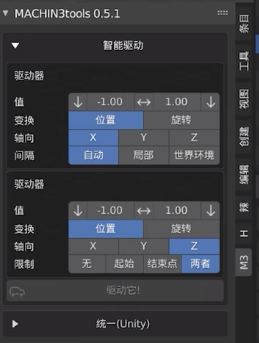 MACHIN3tools 0.5.1
智能驱动
驱动器
值 -1.00 1.00
变换 位置 旋转
轴向 X Y Z
间隔 自动 局部 世界环境
驱动器
值 -1.00 1.00
变换 位置 旋转
轴向 X Y Z
限制 无 起始 结束点 两者
驱动它!
统一(Unity)
条目
工具
视图
创建
编辑
辣
H
M3